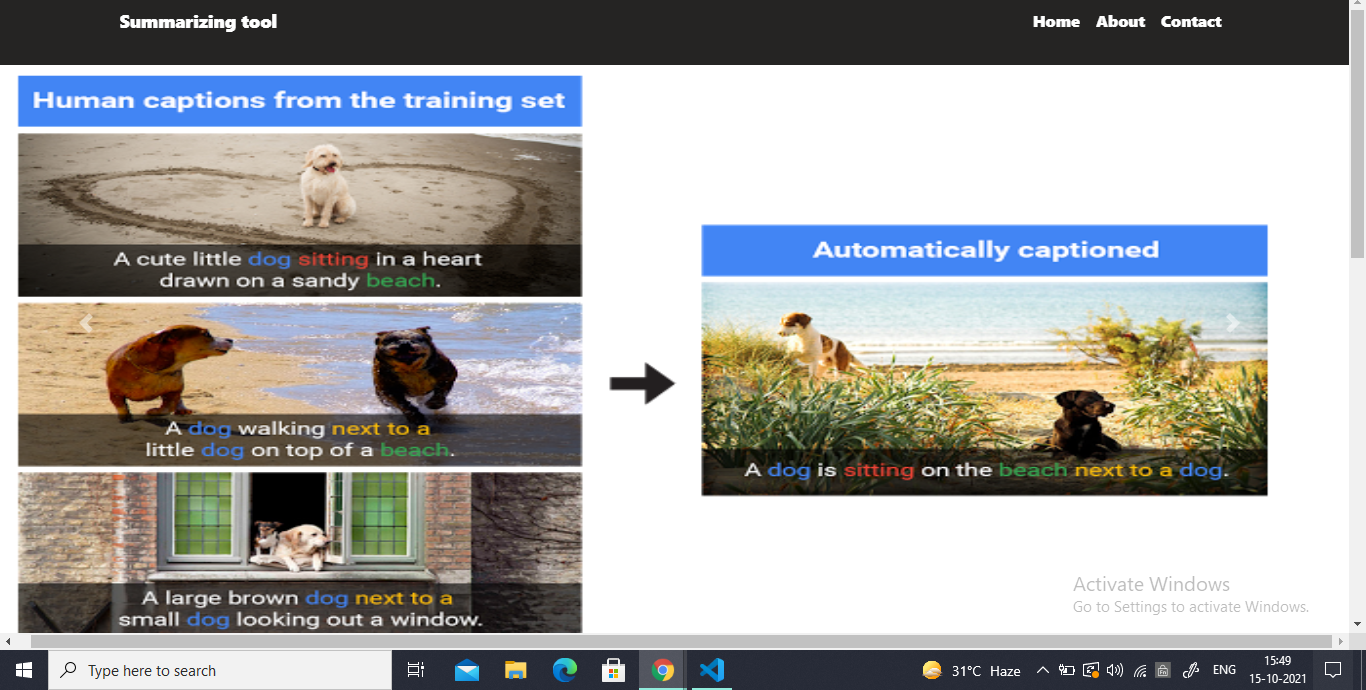 Summarizing tool
Home About Contact
Human captions from the training set
A cute little dog sitting in a heart
drawn on a sandy beach.
A dog walking next to a
little dog on top of a beach.
A large brown dog next to a
small dog looking out a window.
Automatically captioned
A dog is sitting on the beach next to a dog.
Activate Windows
Go to Settings to activate Windows.
Type here to search
31°C Haze
ENG
15:49
15-10-2021